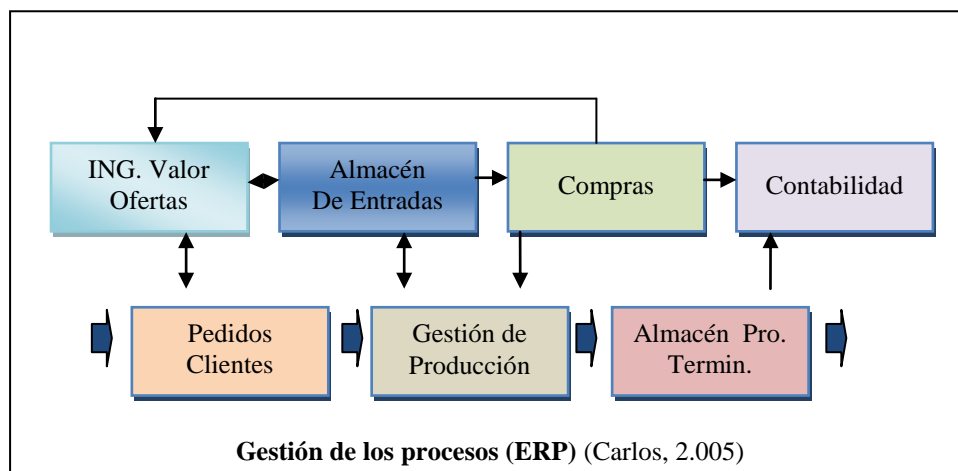 ING. Valor
Ofertas
Almacén
De Entradas
Compras
Contabilidad
Pedidos
Clientes
Gestión de
Producción
Almacén Pro.
Termin.
Gestión de los procesos (ERP) (Carlos, 2.005)